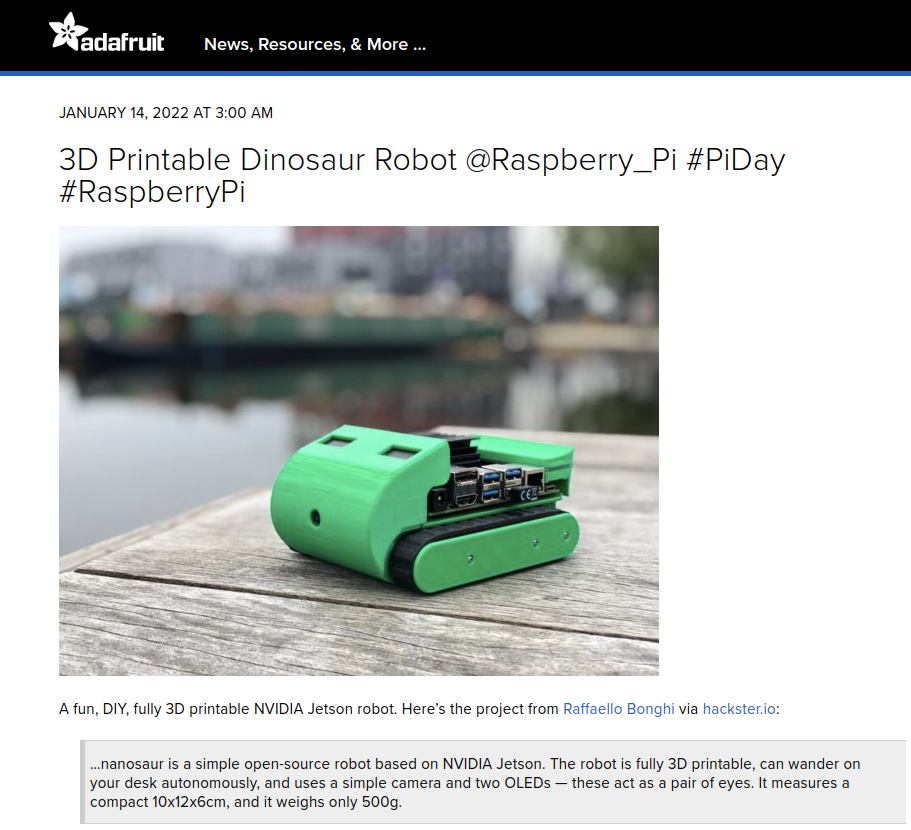 adafruit
News, Resources, & More ...
JANUARY 14, 2022 AT 3:00 AM
3D Printable Dinosaur Robot @Raspberry_Pi #PiDay
#RaspberryPi
CE
A fun, DIY, fully 3D printable NVIDIA Jetson robot. Here’s the project from Raffaello Bonghi via hackster.io:
…nanosaur is a simple open-source robot based on NVIDIA Jetson. The robot is fully 3D printable, can wander on
your desk autonomously, and uses a simple camera and two OLEDs — these act as a pair of eyes. It measures a
compact 10x12x6cm, and it weighs only 500g.